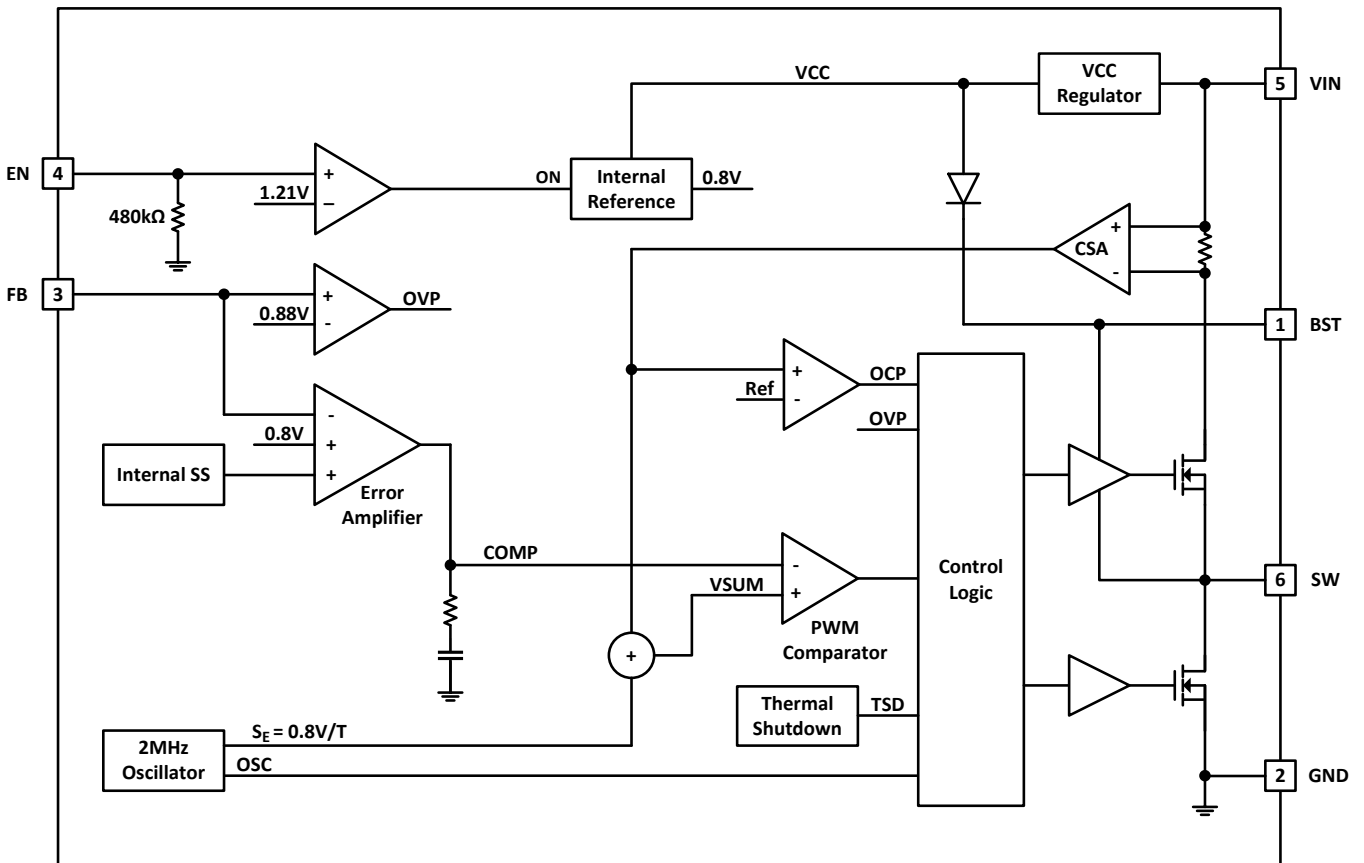 VCC
VCC
Regulator
5
VIN
EN
4
+
1.21V
–
ON
Internal
Reference
0.8V
480kΩ
+
CSA
-
FB
3
+
0.88V
-
OVP
1
BST
+
Ref
-
OCP
OVP
-
0.8V
+
Internal SS
+
Error
Amplifier
COMP
-
VSUM
+
PWM
Comparator
Control
Logic
6
SW
+
Thermal
Shutdown
TSD
SE = 0.8V/T
2MHz
Oscillator
OSC
2
GND